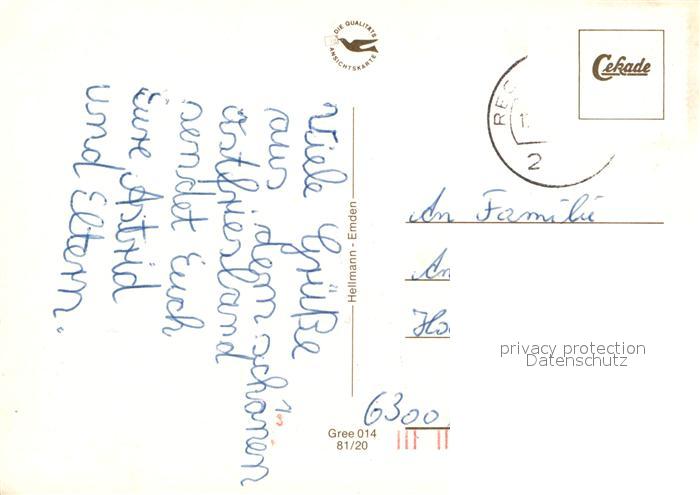 DIE QUALITÄTS
ANSICHTSKARTE
Cekade
2
Viele Grüße
aus dem schönen
Ostfriesland
sendet Euch
Eure Astrid
und Eltern.
Hellmann - Emden
An Familie
privacy protection
Datenschutz
6300
Gree 014
81/20